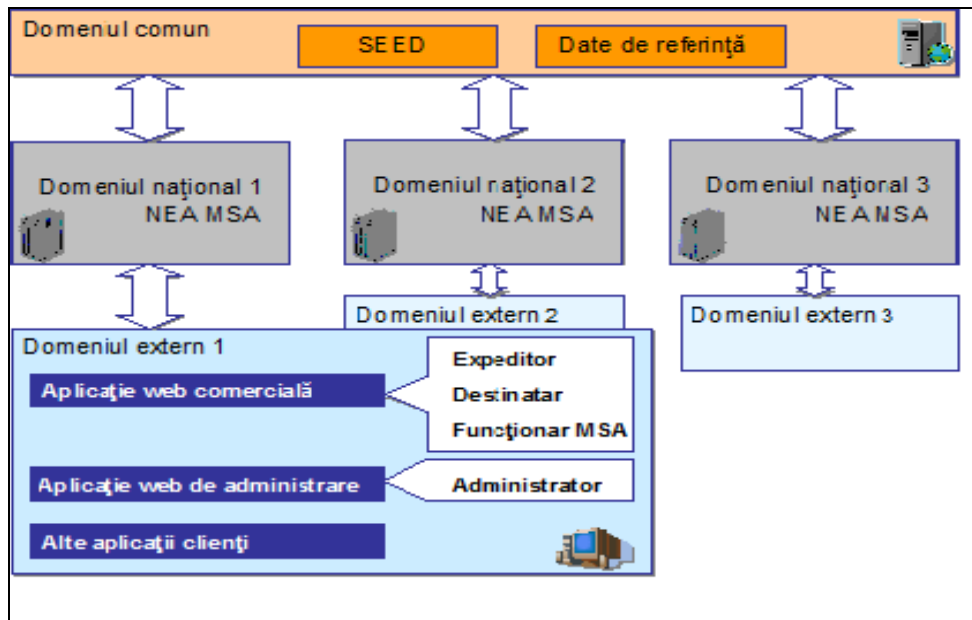 Domeniul comun
SEED
Date de referinţă
Domeniul naţional 1
NEA MSA
Domeniul naţional 2
NEA MSA
Domeniul naţional 3
NEA MSA
Domeniul extern 2
Domeniul extern 3
Domeniul extern 1
Aplicaţie web comercială
Expeditor
Destinatar
Funcţionar MSA
Aplicaţie web de administrare
Administrator
Alte aplicaţii clienţi